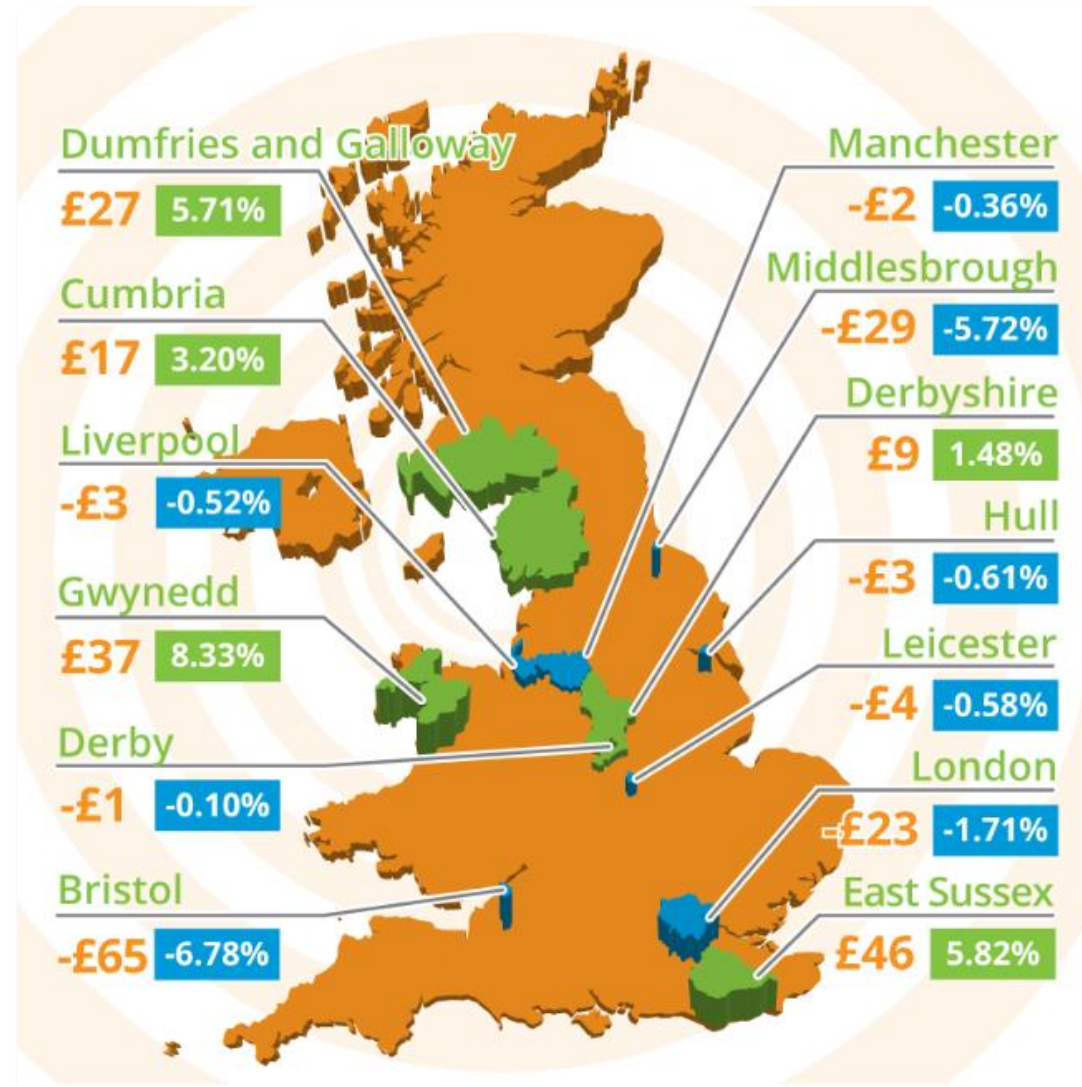 Dumfries and Galloway
£27 5.71%
Cumbria
£17 3.20%
Liverpool
-£3 -0.52%
Gwynedd
£37 8.33%
Derby
-£1 -0.10%
Bristol
-£65 -6.78%
Manchester
-£2 -0.36%
Middlesbrough
-£29 -5.72%
Derbyshire
£9 1.48%
Hull
-£3 -0.61%
Leicester
-£4 -0.58%
London
-£23 -1.71%
East Sussex
£46 5.82%